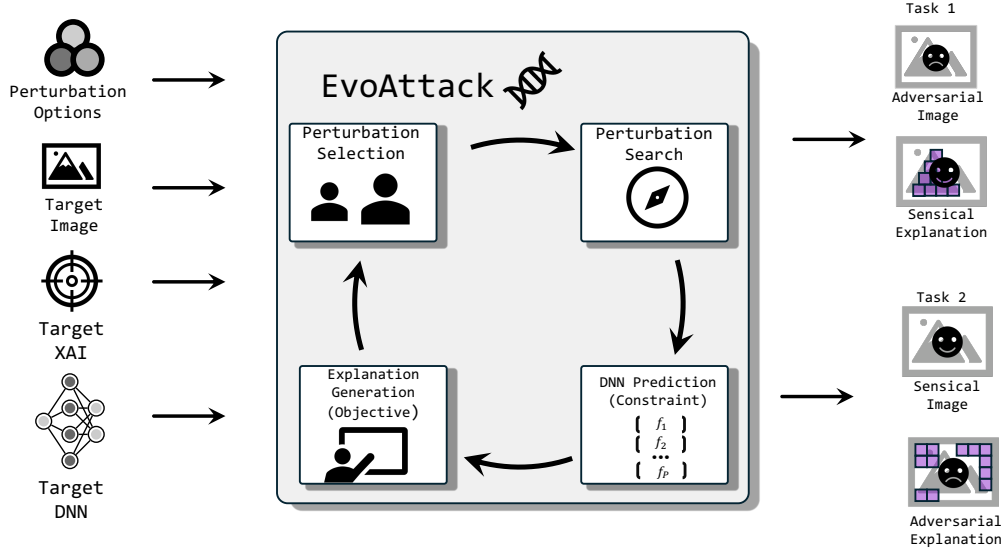 Perturbation
Options
Target
Image
Target
XAI
Target
DNN
EvoAttack
Perturbation
Selection
Perturbation
Search
Explanation
Generation
(Objective)
DNN Prediction
(Constraint)
[ f₁ ]
[ f₂ ]
...
[ fₚ ]
Task 1
Adversarial
Image
Sensical
Explanation
Task 2
Sensical
Image
Adversarial
Explanation